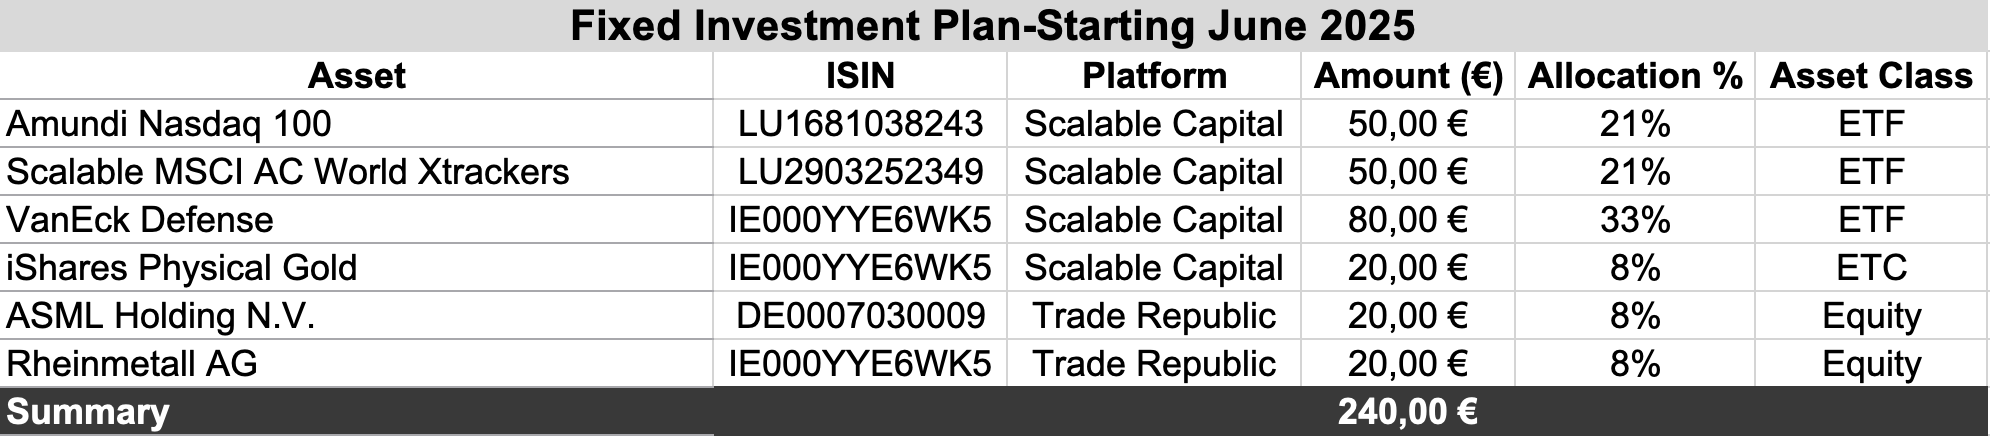 Fixed Investment Plan-Starting June 2025
Asset ISIN Platform Amount (€) Allocation % Asset Class
Amundi Nasdaq 100 LU1681038243 Scalable Capital 50,00 € 21% ETF
Scalable MSCI AC World Xtrackers LU2903252349 Scalable Capital 50,00 € 21% ETF
VanEck Defense IE000YYE6WK5 Scalable Capital 80,00 € 33% ETF
iShares Physical Gold IE000YYE6WK5 Scalable Capital 20,00 € 8% ETC
ASML Holding N.V. DE0007030009 Trade Republic 20,00 € 8% Equity
Rheinmetall AG IE000YYE6WK5 Trade Republic 20,00 € 8% Equity
Summary 240,00 €